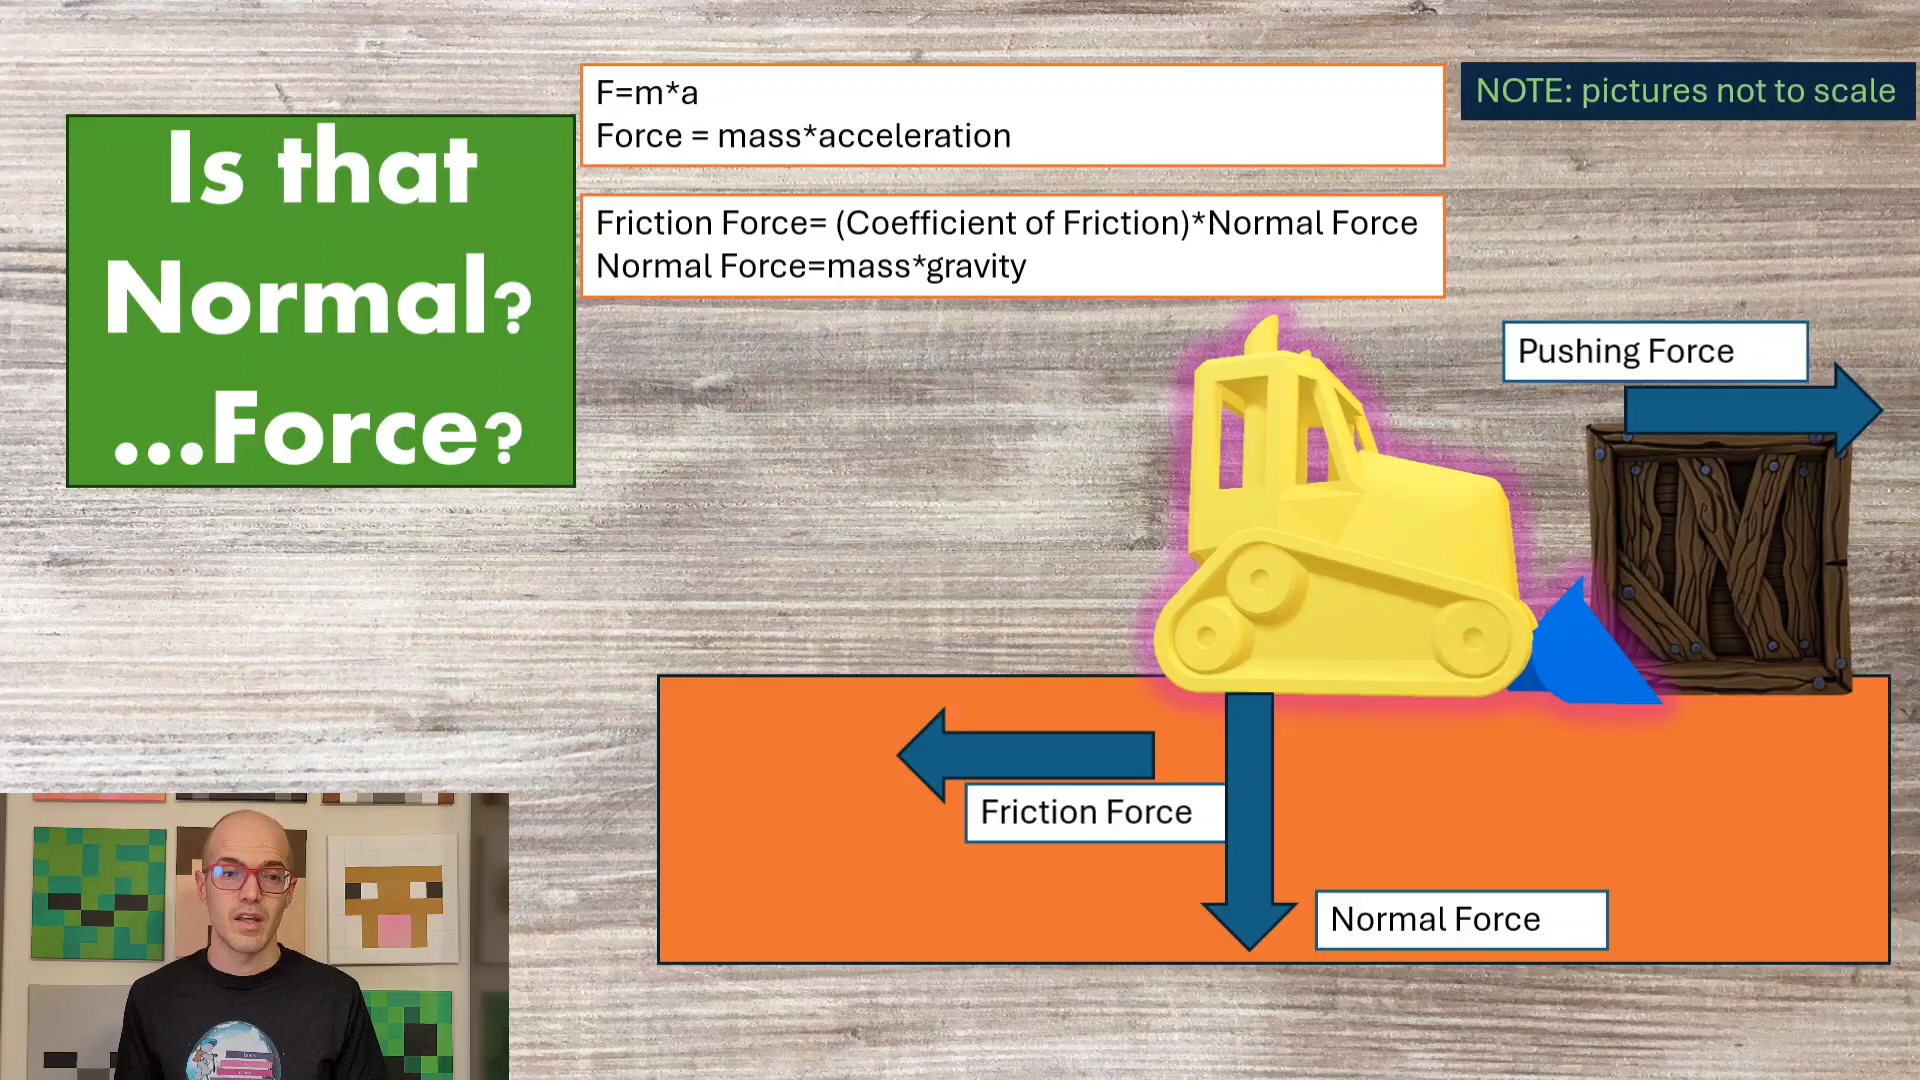 Is that
Normal?
...Force?
F=m*a
Force = mass*acceleration
Friction Force= (Coefficient of Friction)*Normal Force
Normal Force=mass*gravity
NOTE: pictures not to scale
Pushing Force
Friction Force
Normal Force